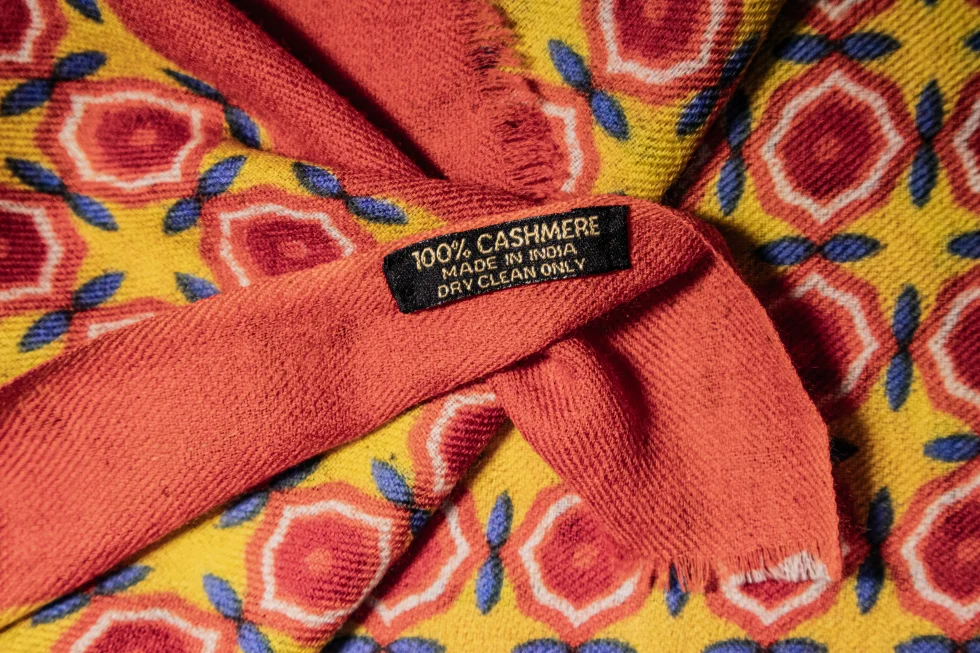 100% CASHMERE
MADE IN INDIA
DRY CLEAN ONLY